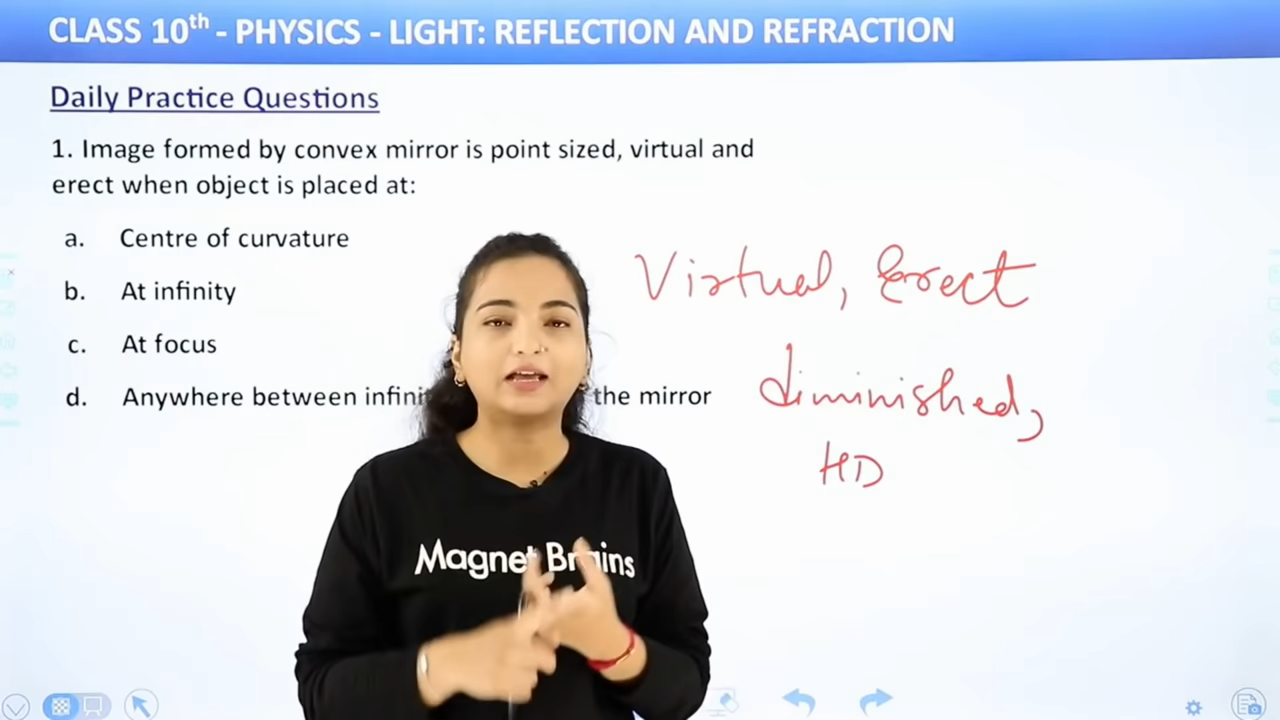 CLASS 10th - PHYSICS - LIGHT: REFLECTION AND REFRACTION
Daily Practice Questions
1. Image formed by convex mirror is point sized, virtual and
erect when object is placed at:
a. Centre of curvature
b. At infinity
c. At focus
d. Anywhere between the mirror
Virtual, Erect
diminished,
HD
Magnet Brains